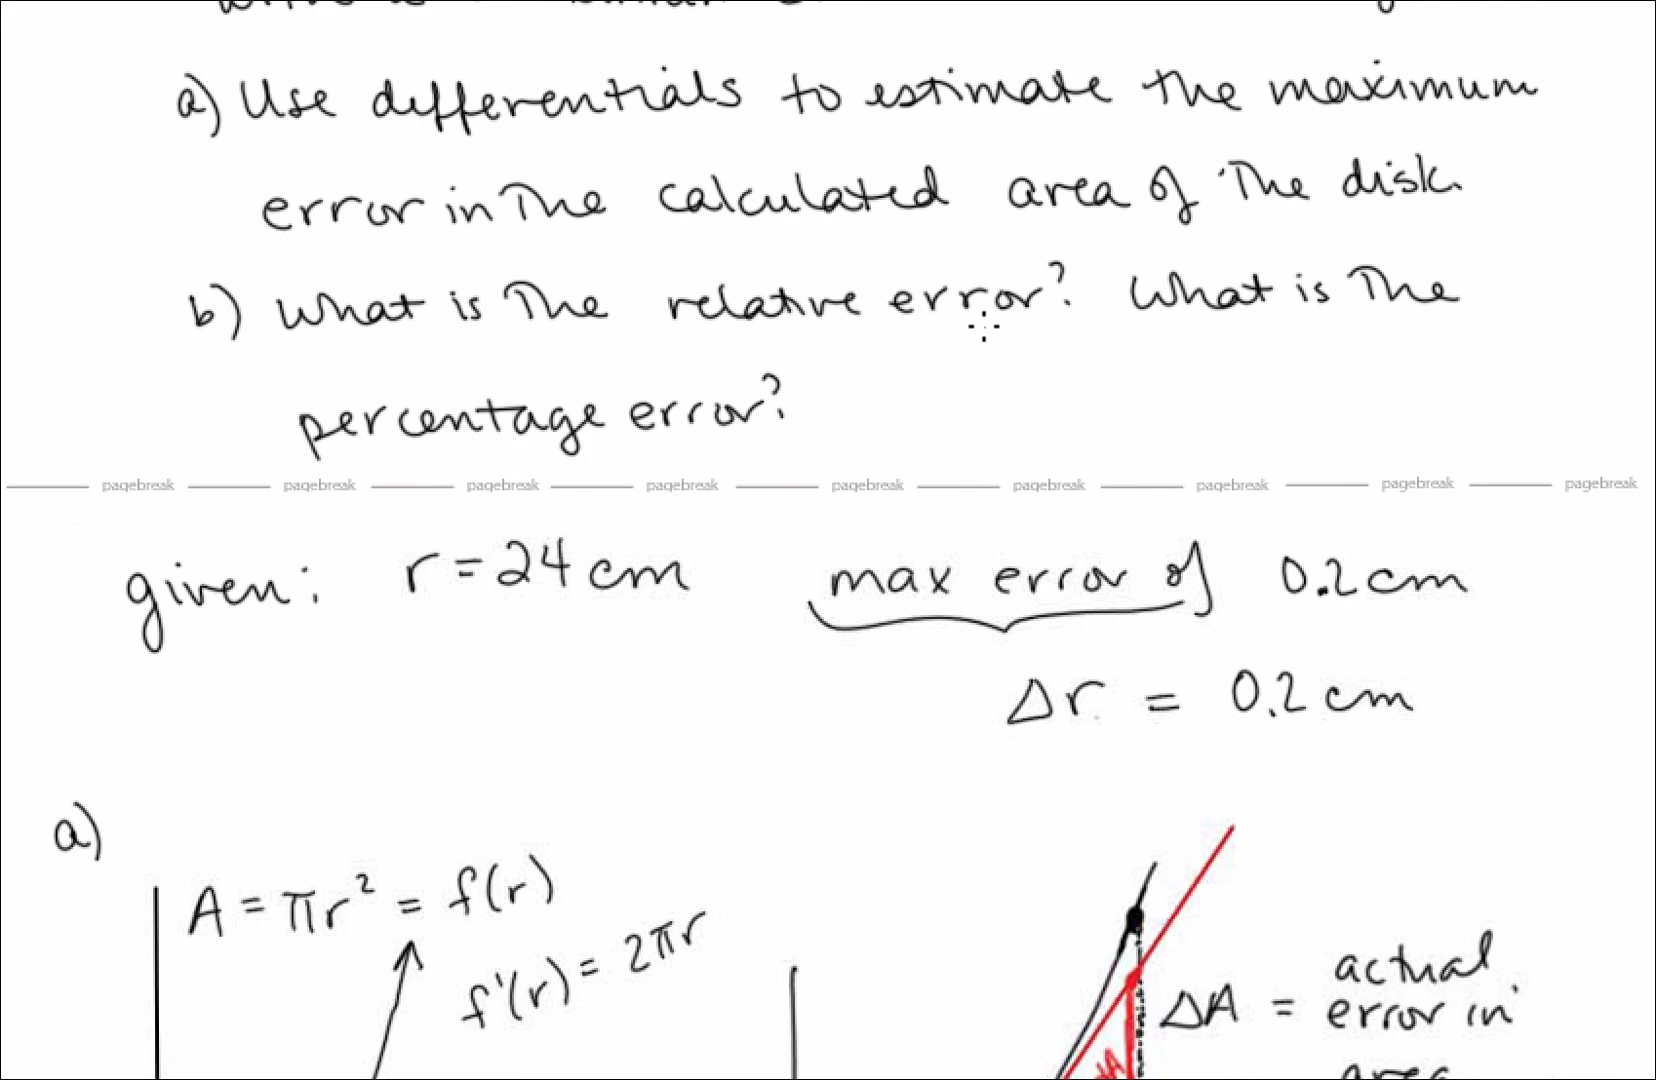 a) Use differentials to estimate the maximum
error in the calculated area of the disk.
b) What is the relative error? What is the
percentage error?
pagebreak pagebreak pagebreak pagebreak pagebreak pagebreak pagebreak pagebreak pagebreak
given: r = 24 cm max error of 0.2 cm
Δr = 0.2 cm
a)
A = πr² = f(r)
f'(r) = 2πr
actual
ΔA = error in
area
dA